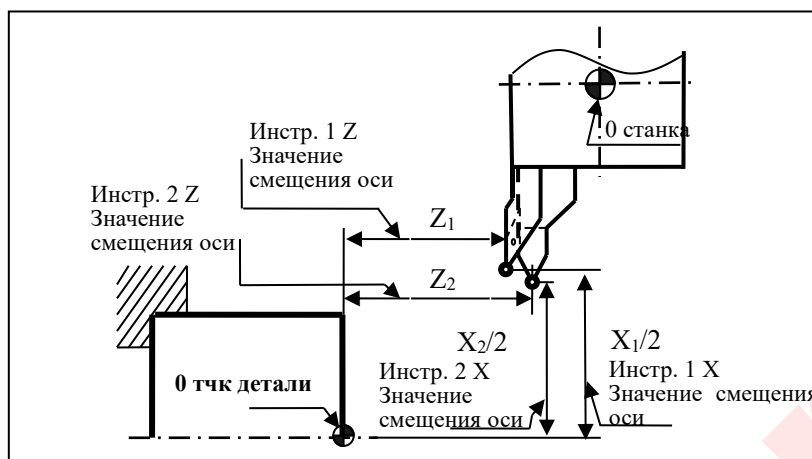 0 станка
Инстр. 1 Z
Значение
смещения оси
Инстр. 2 Z
Значение
смещения оси
Z₁
Z₂
X₂/2
X₁/2
Инстр. 2 X
Значение
смещения оси
Инстр. 1 X
Значение смещения
оси
0 тчк детали